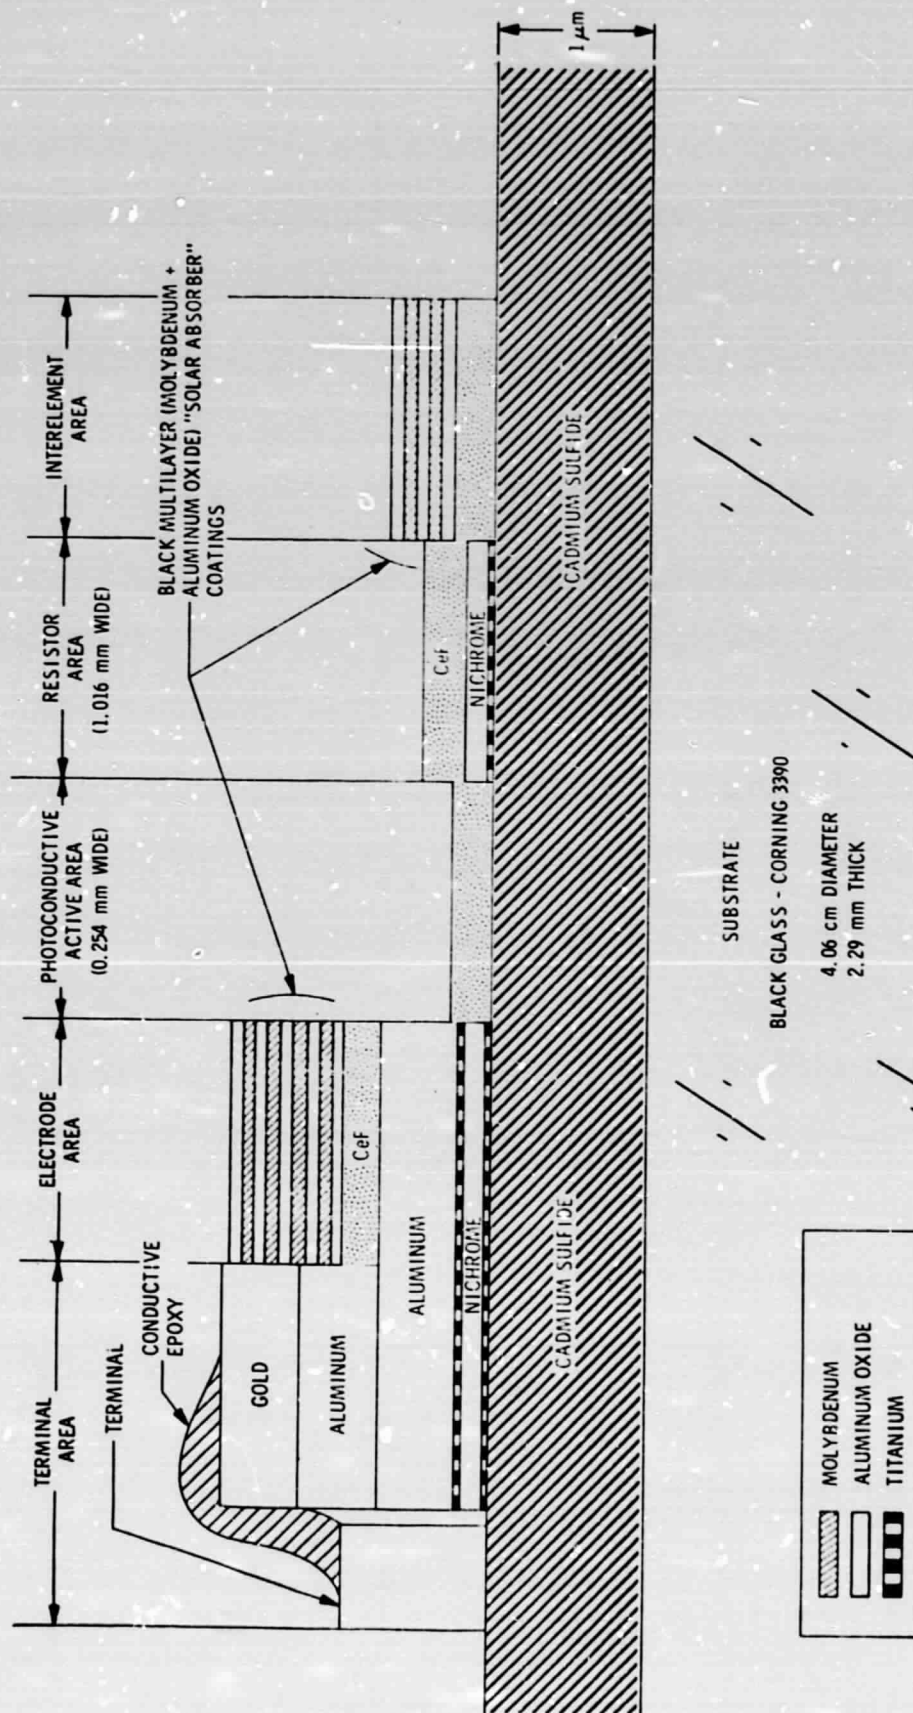 TERMINAL
AREA
ELECTRODE
AREA
PHOTOCONDUCTIVE
ACTIVE AREA
(0.254 mm WIDE)
RESISTOR
AREA
(1.016 mm WIDE)
INTERELEMENT
AREA
TERMINAL
CONDUCTIVE
EPOXY
BLACK MULTILAYER (MOLYBDENUM +
ALUMINUM OXIDE) "SOLAR ABSORBER"
COATINGS
GOLD
ALUMINUM
ALUMINUM
NICHROME
CeF
CeF
NICHROME
CADMIUM SULFIDE
CADMIUM SULFIDE
1 μm
SUBSTRATE
BLACK GLASS - CORNING 3390
4.06 cm DIAMETER
2.29 mm THICK
MOLYBDENUM
ALUMINUM OXIDE
TITANIUM